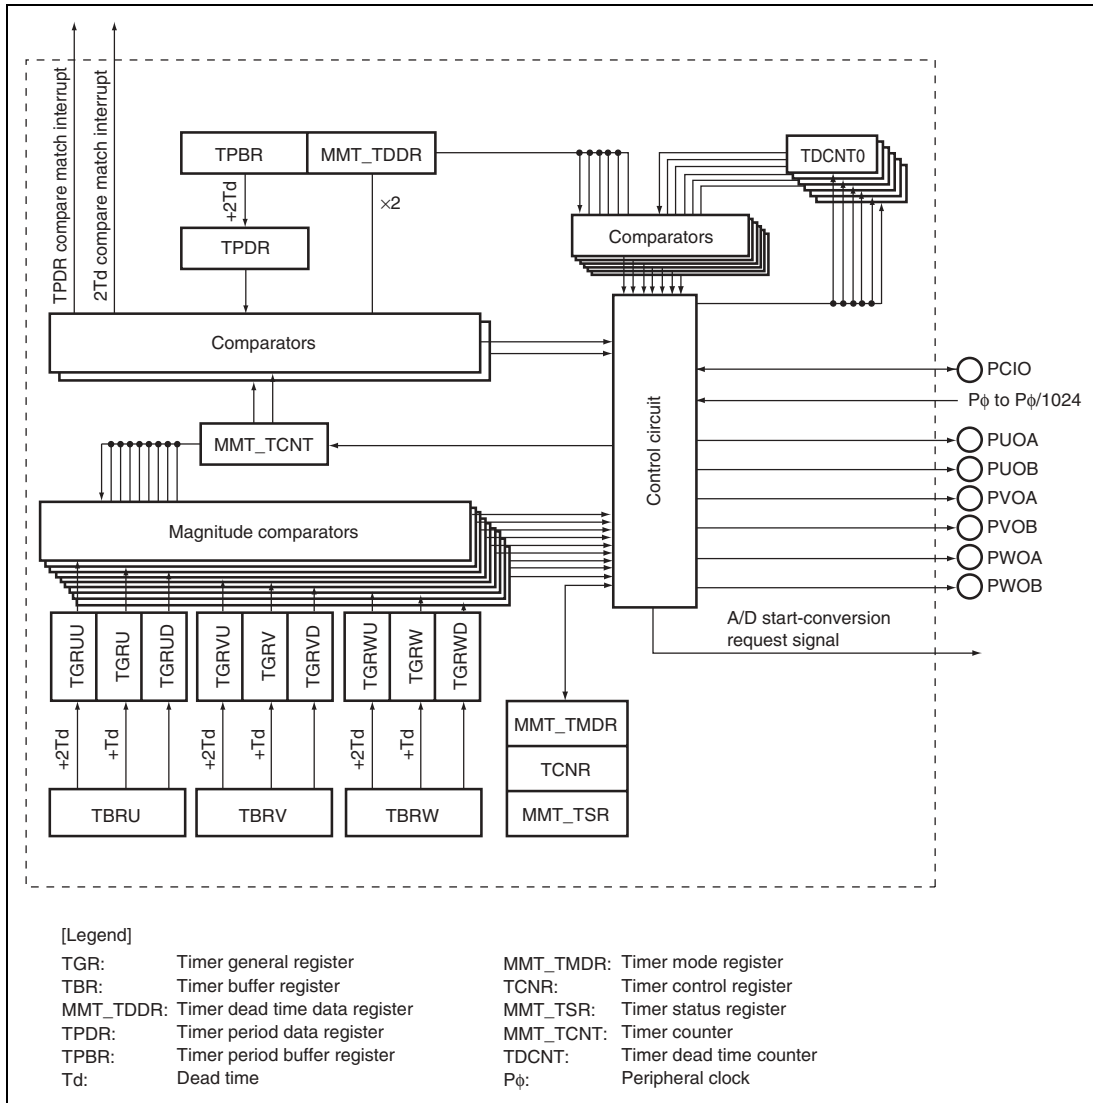 TPDR compare match interrupt
2Td compare match interrupt
TPBR
MMT_TDDR
TDCNT0
+2Td
×2
Comparators
TPDR
Comparators
Control circuit
PCIO
Pϕ to Pϕ/1024
MMT_TCNT
PUOA
PUOB
PVOA
PVOB
PWOA
PWOB
Magnitude comparators
A/D start-conversion
request signal
TGRUU
TGRU
TGRUD
TGRVU
TGRV
TGRVD
TGRWU
TGRW
TGRWD
+2Td
+Td
+2Td
+Td
+2Td
+Td
MMT_TMDR
TCNR
MMT_TSR
TBRU
TBRV
TBRW
[Legend]
TGR: Timer general register
TBR: Timer buffer register
MMT_TDDR: Timer dead time data register
TPDR: Timer period data register
TPBR: Timer period buffer register
Td: Dead time
MMT_TMDR: Timer mode register
TCNR: Timer control register
MMT_TSR: Timer status register
MMT_TCNT: Timer counter
TDCNT: Timer dead time counter
Pϕ: Peripheral clock